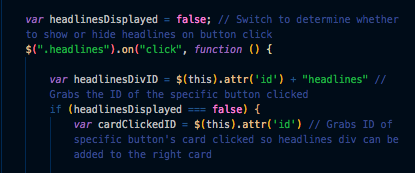 var headlinesDisplayed = false; // Switch to determine whether
to show or hide headlines on button click
$(".headlines").on("click", function () {
var headlinesDivID = $(this).attr('id') + "headlines" //
Grabs the ID of the specific button clicked
if (headlinesDisplayed === false) {
var cardClickedID = $(this).attr('id') // Grabs ID of
specific button's card clicked so headlines div can be
added to the right card